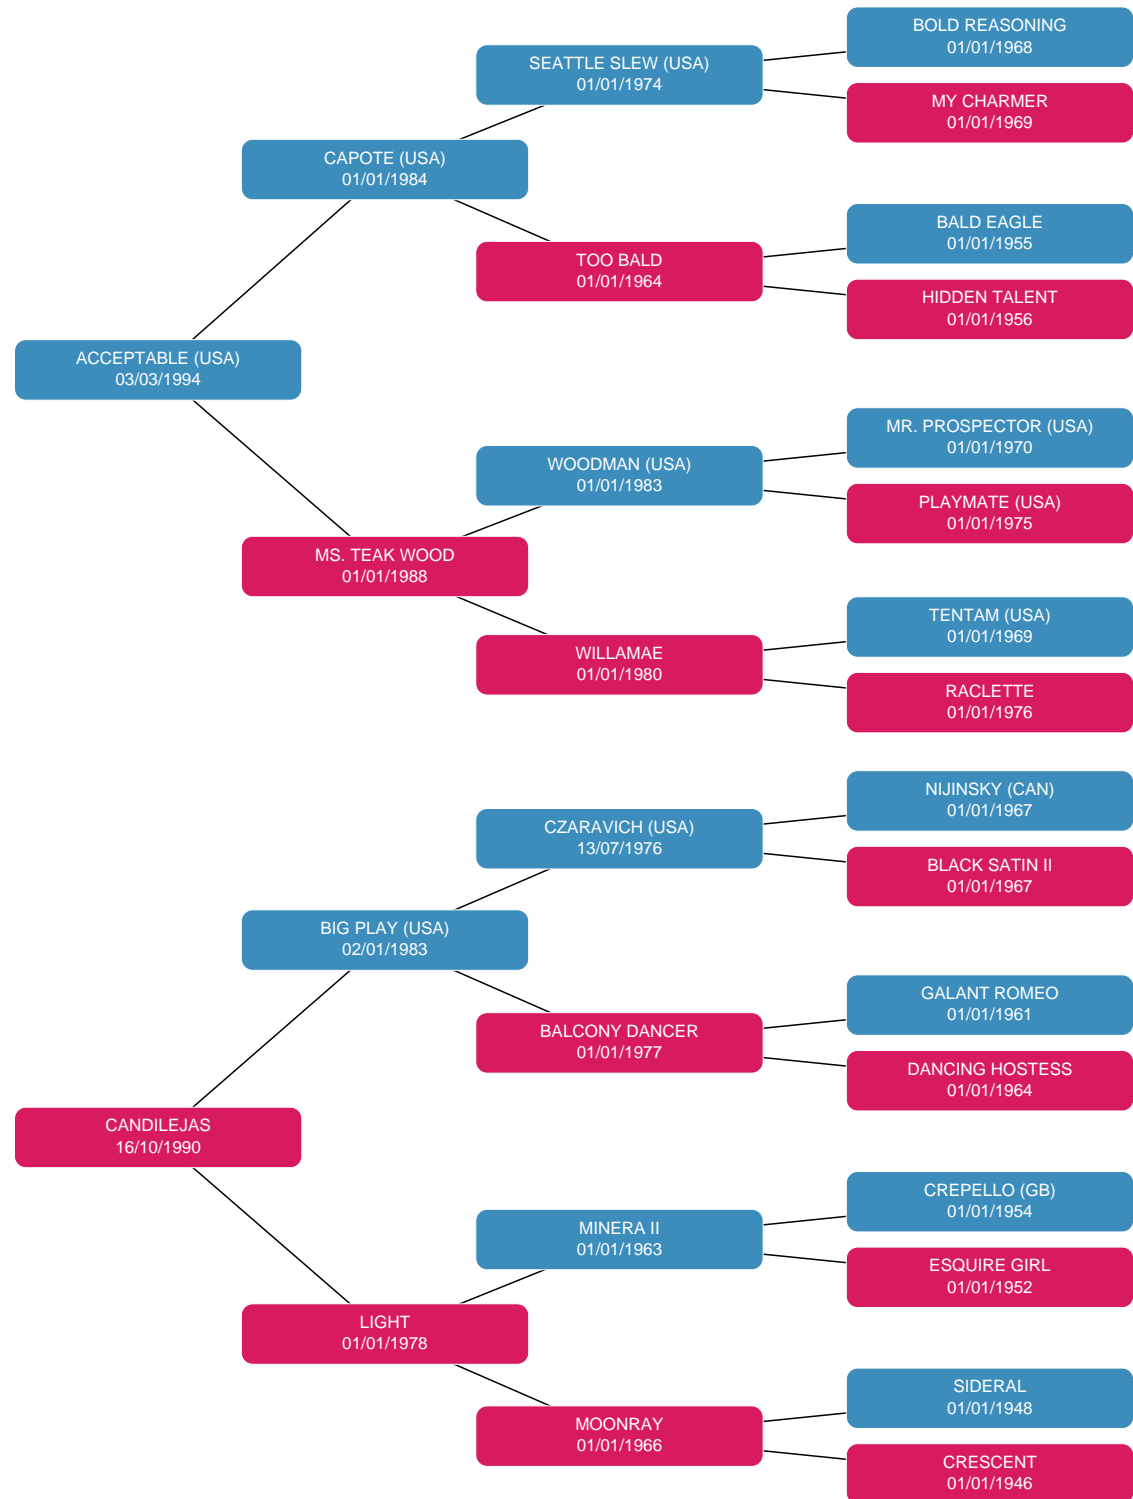 BOLD REASONING
01/01/1968
SEATTLE SLEW (USA)
01/01/1974
MY CHARMER
01/01/1969
CAPOTE (USA)
01/01/1984
BALD EAGLE
01/01/1955
TOO BALD
01/01/1964
HIDDEN TALENT
01/01/1956
ACCEPTABLE (USA)
03/03/1994
MR. PROSPECTOR (USA)
01/01/1970
WOODMAN (USA)
01/01/1983
PLAYMATE (USA)
01/01/1975
MS. TEAK WOOD
01/01/1988
TENTAM (USA)
01/01/1969
WILLAMAE
01/01/1980
RACLETTE
01/01/1976
NIJINSKY (CAN)
01/01/1967
CZARAVICH (USA)
13/07/1976
BLACK SATIN II
01/01/1967
BIG PLAY (USA)
02/01/1983
GALANT ROMEO
01/01/1961
BALCONY DANCER
01/01/1977
DANCING HOSTESS
01/01/1964
CANDILEJAS
16/10/1990
CREPELLO (GB)
01/01/1954
MINERA II
01/01/1963
ESQUIRE GIRL
01/01/1952
LIGHT
01/01/1978
SIDERAL
01/01/1948
MOONRAY
01/01/1966
CRESCENT
01/01/1946